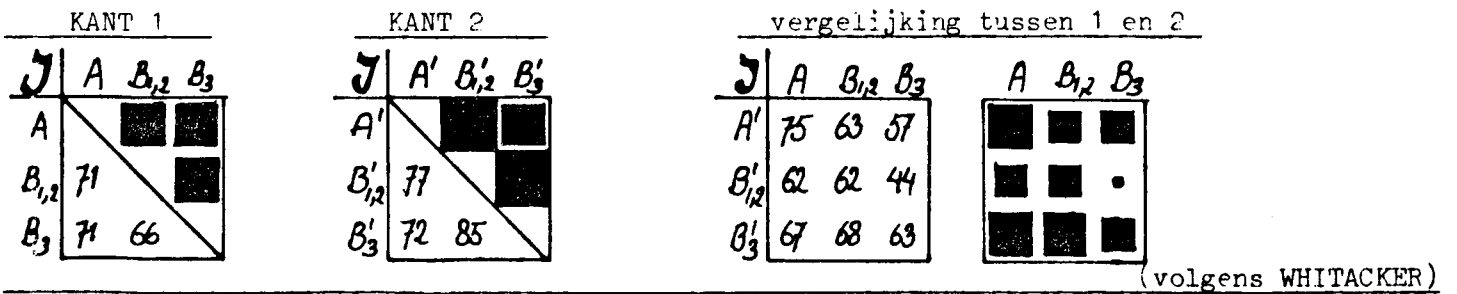 KANT 1 KANT 2 vergelijking tussen 1 en 2
J A B1,2 B3 J A' B'1,2 B'3 J A B1,2 B3 A B1,2 B3
A A' A' 75 63 57
B1,2 71 B'1,2 77 B'1,2 62 62 44
B3 71 66 B'3 72 85 B'3 67 68 63
(volgens WHITACKER)